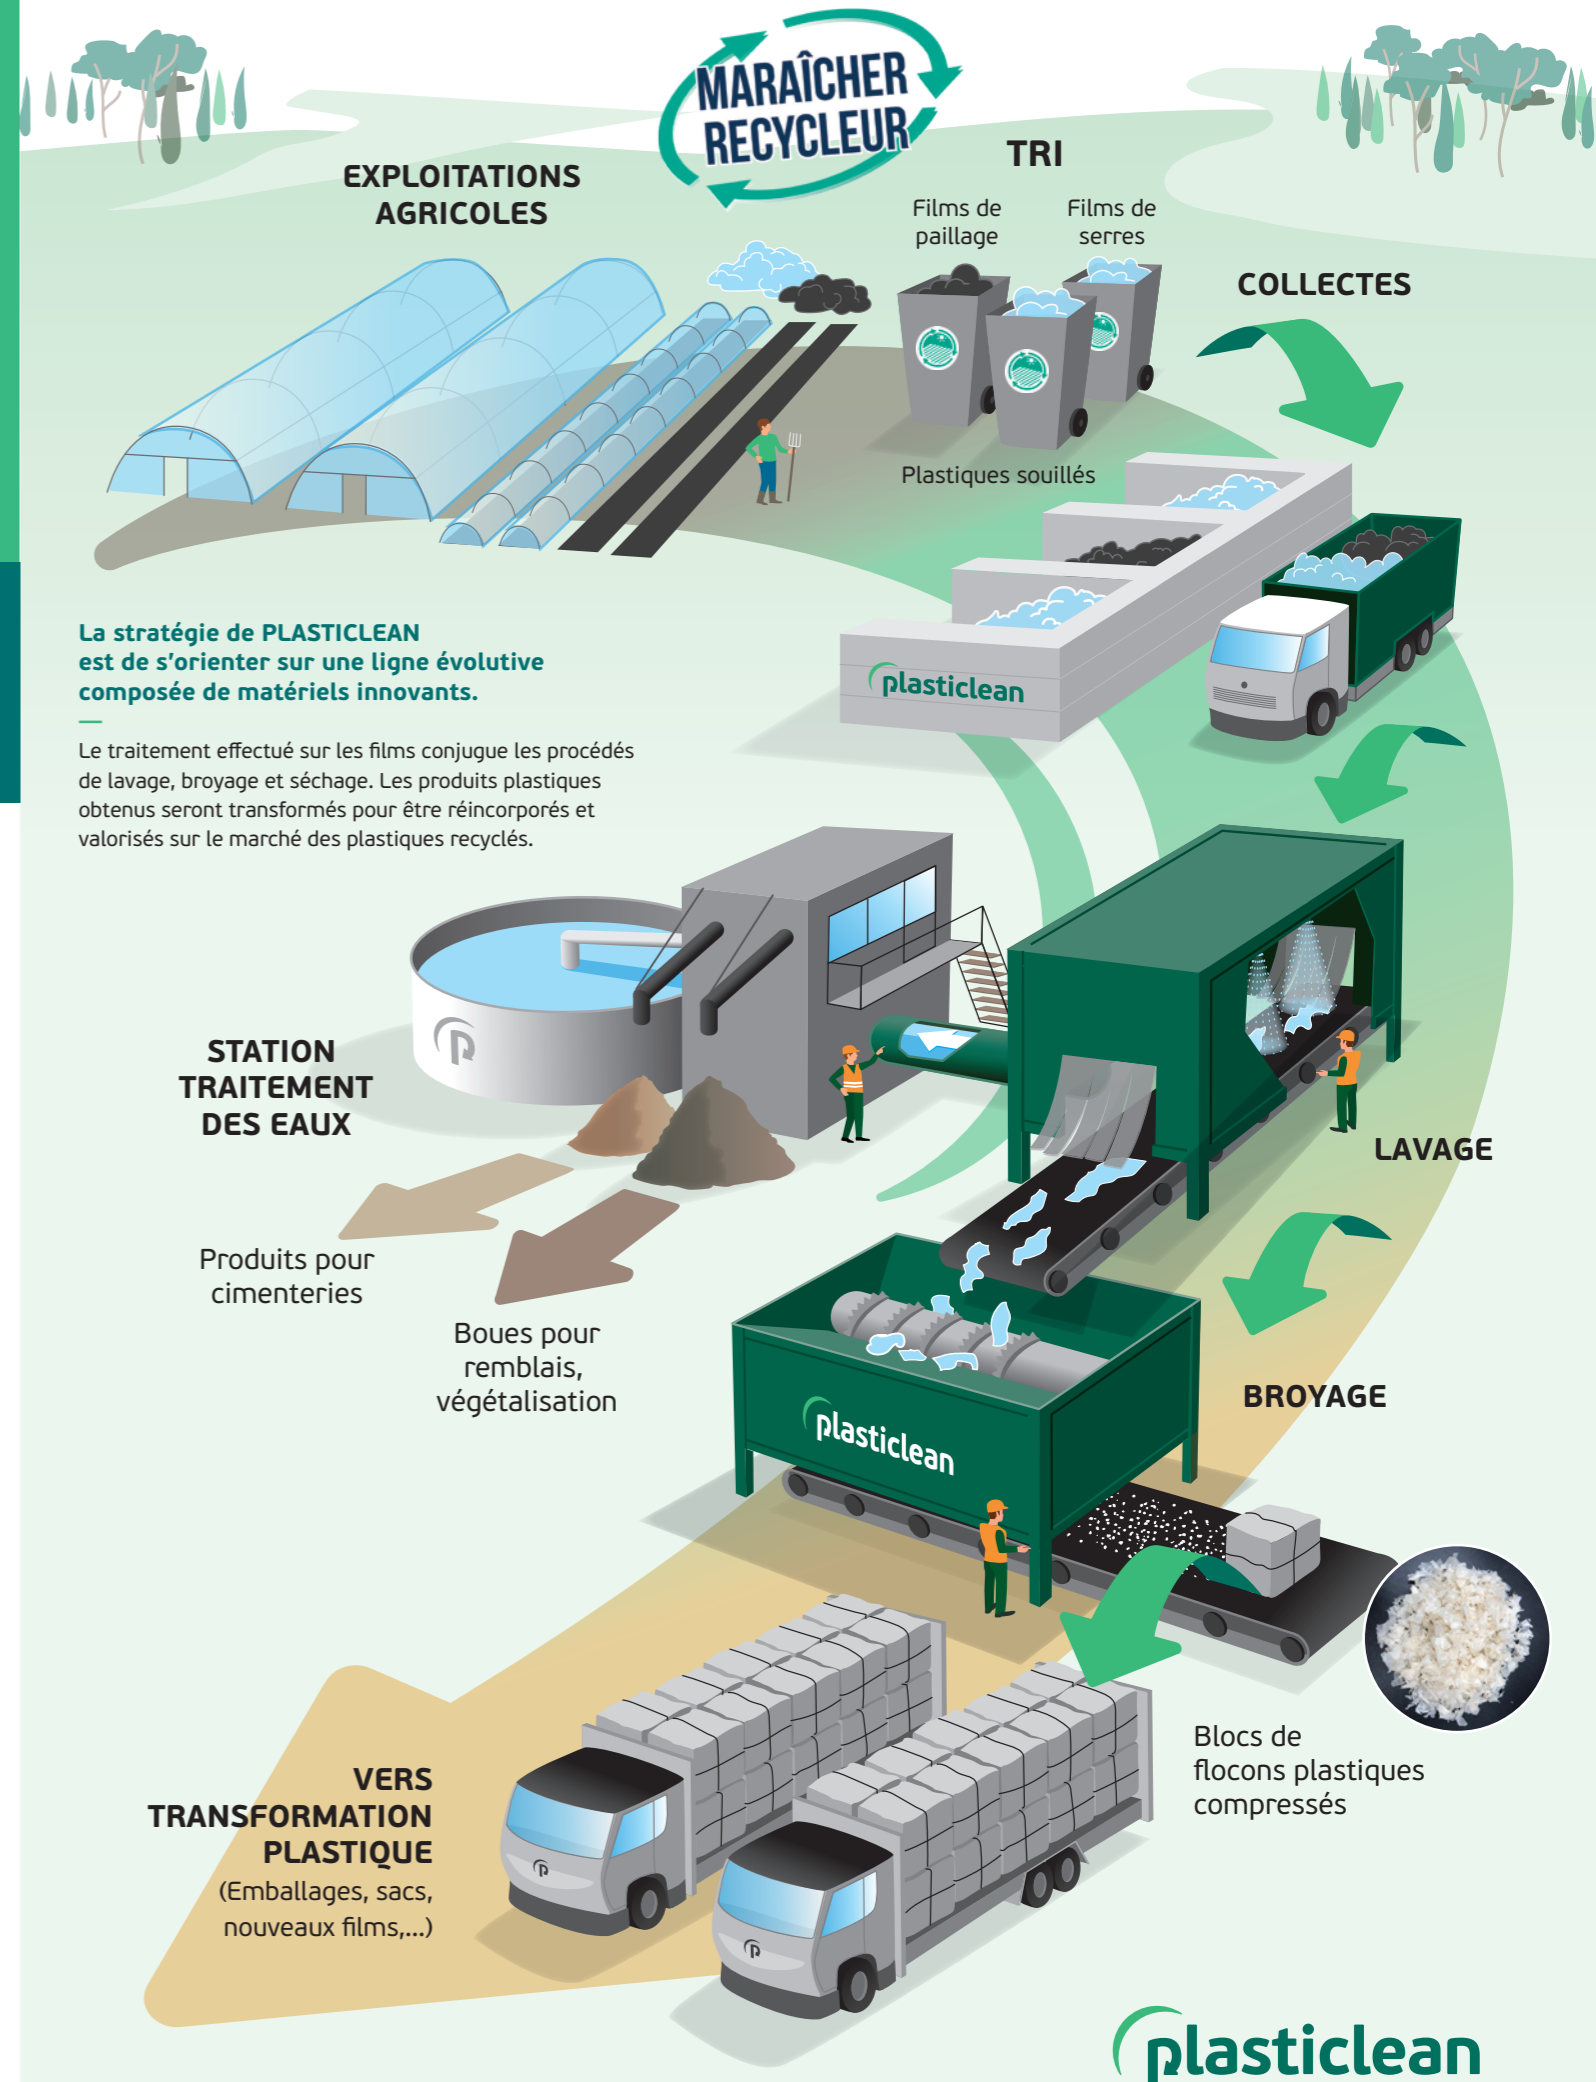 MARAÎCHER
RECYCLEUR
EXPLOITATIONS
AGRICOLES
TRI
Films de
paillage
Films de
serres
COLLECTES
Plastiques souillés
plasticlean
La stratégie de PLASTICLEAN
est de s'orienter sur une ligne évolutive
composée de matériels innovants.
Le traitement effectué sur les films conjugue les procédés
de lavage, broyage et séchage. Les produits plastiques
obtenus seront transformés pour être réincorporés et
valorisés sur le marché des plastiques recyclés.
STATION
TRAITEMENT
DES EAUX
LAVAGE
Produits pour
cimenteries
Boues pour
remblais,
végétalisation
BROYAGE
plasticlean
Blocs de
flocons plastiques
compressés
VERS
TRANSFORMATION
PLASTIQUE
(Emballages, sacs,
nouveaux films,...)
plasticlean